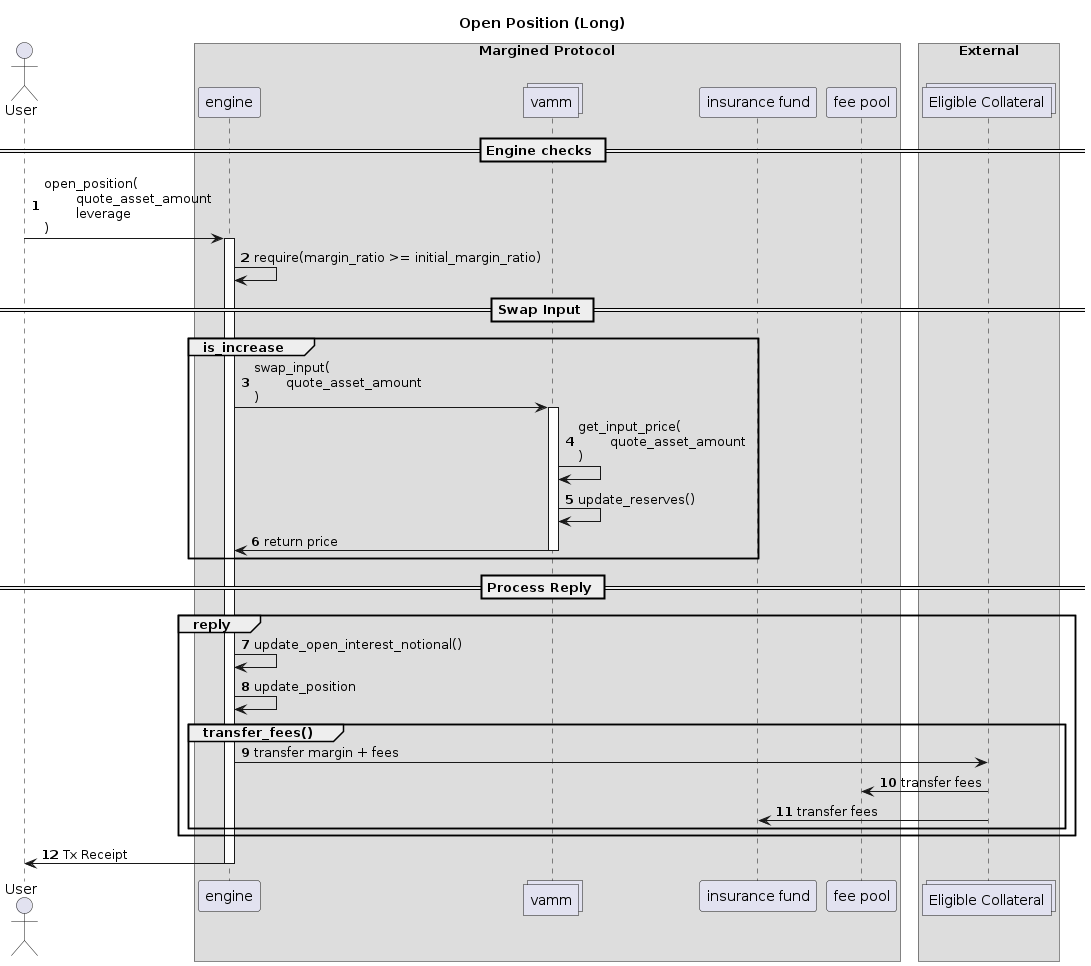 Open Position (Long)
Margined Protocol
External
User
engine
vamm
insurance fund
fee pool
Eligible Collateral
Engine checks
open_position(
1
quote_asset_amount
leverage
)
2 require(margin_ratio >= initial_margin_ratio)
Swap Input
is_increase
swap_input(
3
quote_asset_amount
)
get_input_price(
4
quote_asset_amount
)
5 update_reserves()
6 return price
Process Reply
reply
7 update_open_interest_notional()
8 update_position
transfer_fees()
9 transfer margin + fees
10 transfer fees
11 transfer fees
12 Tx Receipt
User
engine
vamm
insurance fund
fee pool
Eligible Collateral